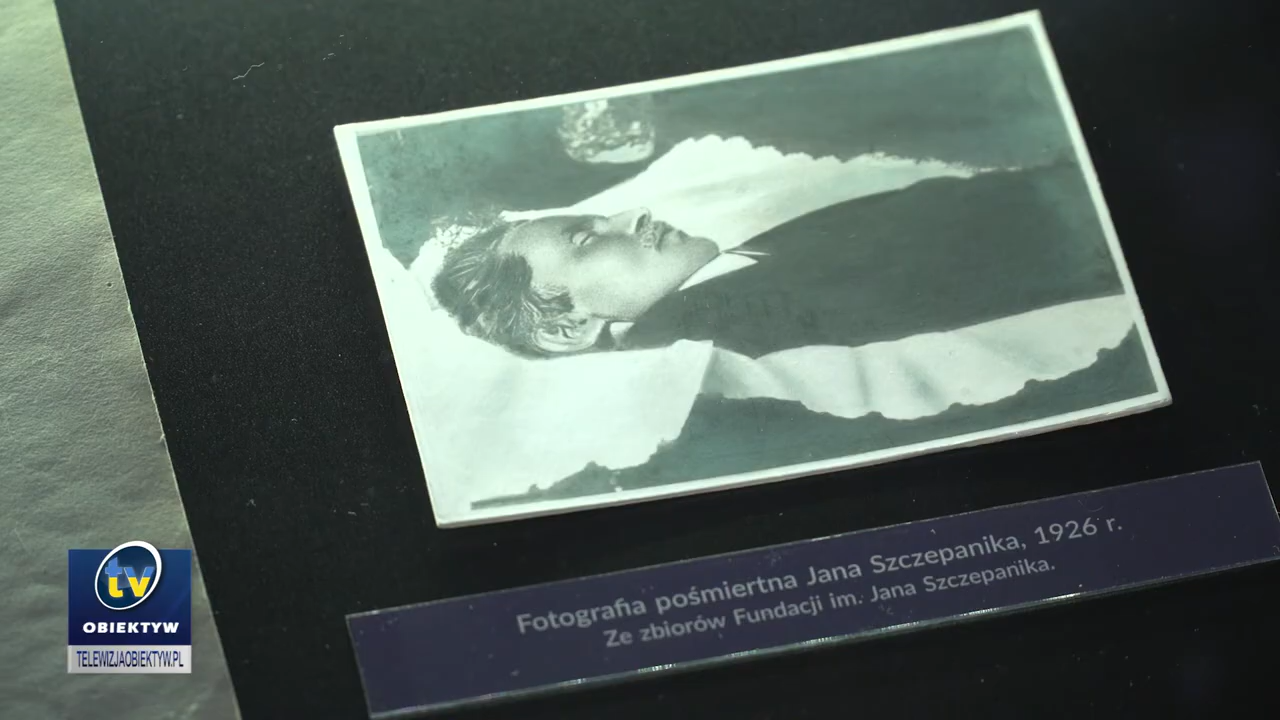 Fotografia pośmiertna Jana Szczepanika, 1926 r.
Ze zbiorów Fundacji im. Jana Szczepanika.
tv
OBIEKTYW
TELEWIZJAOBIEKTYW.PL